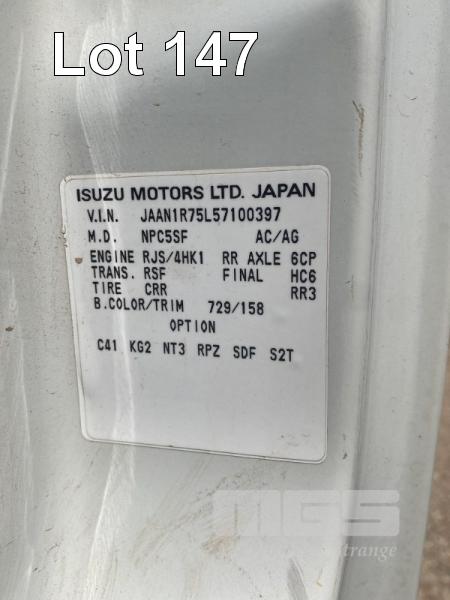 Lot 147
ISUZU MOTORS LTD. JAPAN
V.I.N. JAAN1R75L57100397
M.D. NPC5SF AC/AG
ENGINE RJS/4HK1 RR AXLE 6CP
TRANS. RSF FINAL HC6
TIRE CRR RR3
B.COLOR/TRIM 729/158
OPTION
C41 KG2 NT3 RPZ SDF S2T
MGS